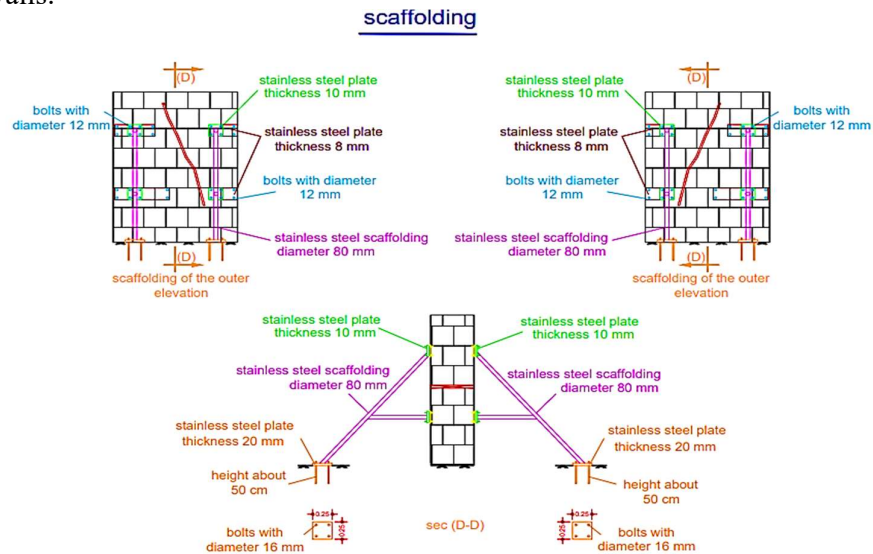 scaffolding
(D)
stainless steel plate
thickness 10 mm
bolts with
diameter 12 mm
stainless steel plate
thickness 8 mm
bolts with diameter
12 mm
stainless steel scaffolding
diameter 80 mm
(D)
scaffolding of the outer
elevation
(D)
stainless steel plate
thickness 10 mm
bolts with
diameter 12 mm
stainless steel plate
thickness 8 mm
bolts with diameter
12 mm
stainless steel scaffolding
diameter 80 mm
(D)
scaffolding of the outer
elevation
stainless steel plate
thickness 10 mm
stainless steel plate
thickness 10 mm
stainless steel scaffolding
diameter 80 mm
stainless steel scaffolding
diameter 80 mm
stainless steel plate
thickness 20 mm
stainless steel plate
thickness 20 mm
height about
50 cm
height about
50 cm
0.25
0.25
bolts with
diameter 16 mm
sec (D-D)
0.25
0.25
bolts with
diameter 16 mm